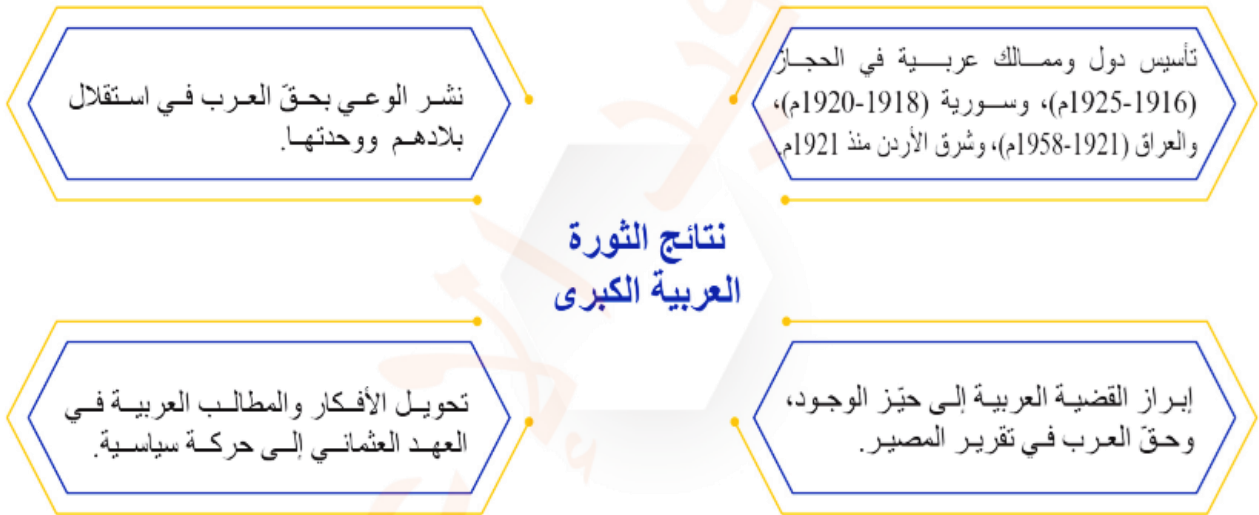 تأسيس دول وممالك عربية في الحجاز
(1916-1925م)، وسورية (1918-1920م)،
والعراق (1921-1958م)، وشرق الأردن منذ 1921م.
نشر الوعي بحقّ العرب في استقلال
بلادهم ووحدتها.
نتائج الثورة
العربية الكبرى
إبراز القضية العربية إلى حيّز الوجود،
وحقّ العرب في تقرير المصير.
تحويل الأفكار والمطالب العربية في
العهد العثماني إلى حركة سياسية.